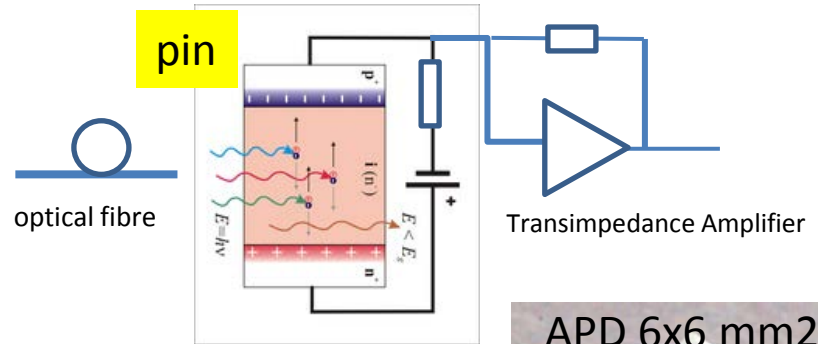 pin
p+
i (n-)
E=hν
E < Eg
n+
+
optical fibre
Transimpedance Amplifier
APD 6x6 mm2